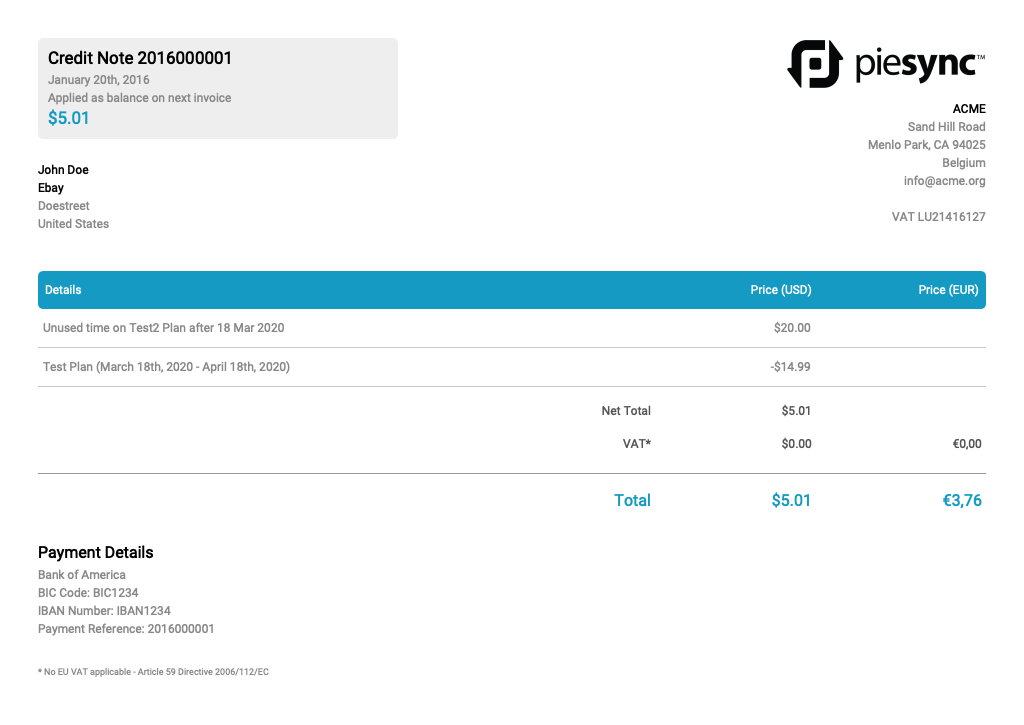 Credit Note 2016000001
January 20th, 2016
Applied as balance on next invoice
$5.01
piesync™
ACME
Sand Hill Road
Menlo Park, CA 94025
Belgium
info@acme.org
VAT LU21416127
John Doe
Ebay
Doestreet
United States
Details Price (USD) Price (EUR)
Unused time on Test2 Plan after 18 Mar 2020 $20.00
Test Plan (March 18th, 2020 - April 18th, 2020) -$14.99
Net Total $5.01
VAT* $0.00 €0,00
Total $5.01 €3,76
Payment Details
Bank of America
BIC Code: BIC1234
IBAN Number: IBAN1234
Payment Reference: 2016000001
* No EU VAT applicable - Article 59 Directive 2006/112/EC